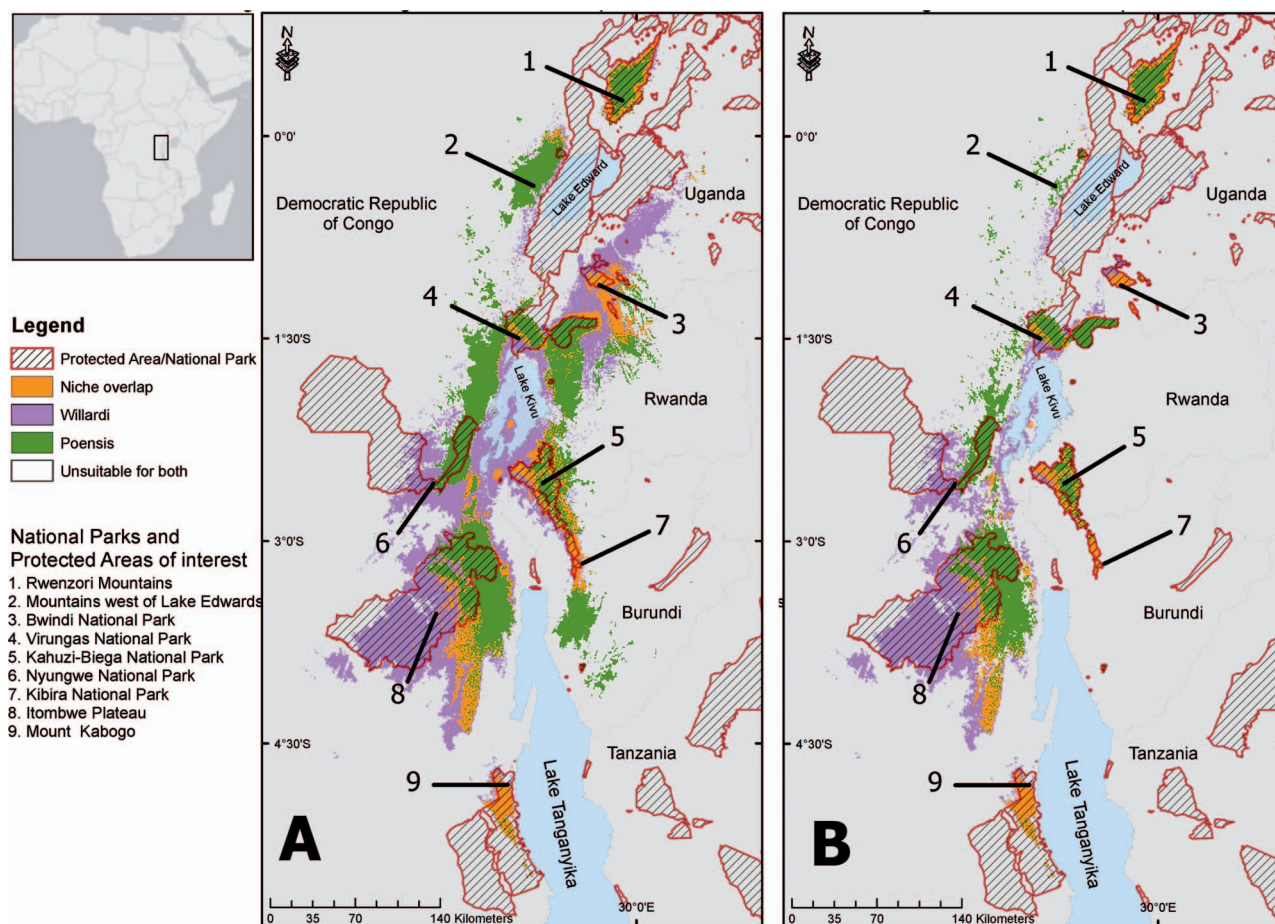 Legend
Protected Area/National Park
Niche overlap
Willardi
Poensis
Unsuitable for both
National Parks and
Protected Areas of interest
1. Rwenzori Mountains
2. Mountains west of Lake Edwards
3. Bwindi National Park
4. Virungas National Park
5. Kahuzi-Biega National Park
6. Nyungwe National Park
7. Kibira National Park
8. Itombwe Plateau
9. Mount Kabogo
N
1
0°0'
2
Lake Edward
Democratic Republic
of Congo
Uganda
4
3
1°30'S
Lake Kivu
Rwanda
5
6
7
3°0'S
Burundi
8
4°30'S
Tanzania
9
Lake Tanganyika
A
30°0'E
0 35 70 140 Kilometers
N
1
0°0'
2
Lake Edward
Democratic Republic
of Congo
Uganda
4
3
1°30'S
Lake Kivu
Rwanda
5
6
7
3°0'S
s
Burundi
8
4°30'S
Tanzania
9
Lake Tanganyika
B
30°0'E
0 35 70 140 Kilometers